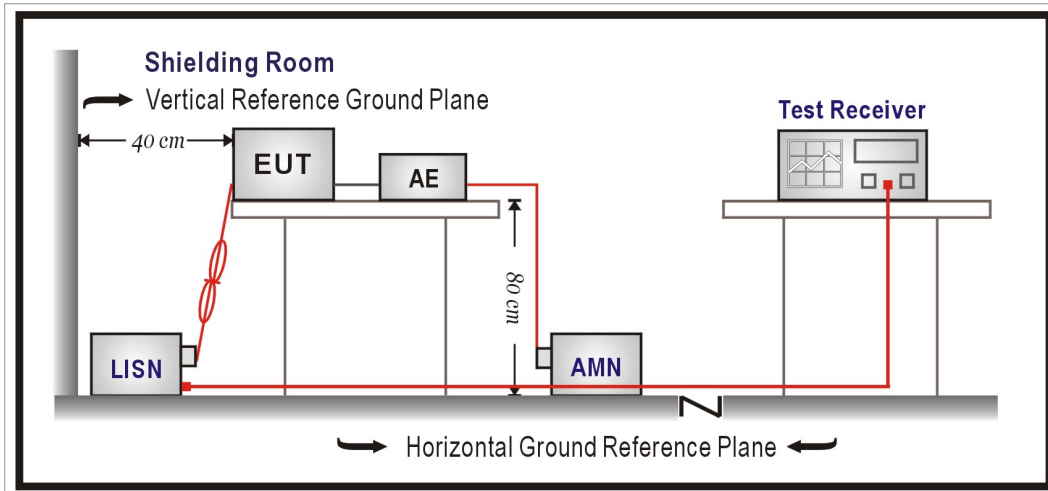 Shielding Room
Vertical Reference Ground Plane
Test Receiver
40 cm
EUT
AE
80 cm
LISN
AMN
Horizontal Ground Reference Plane